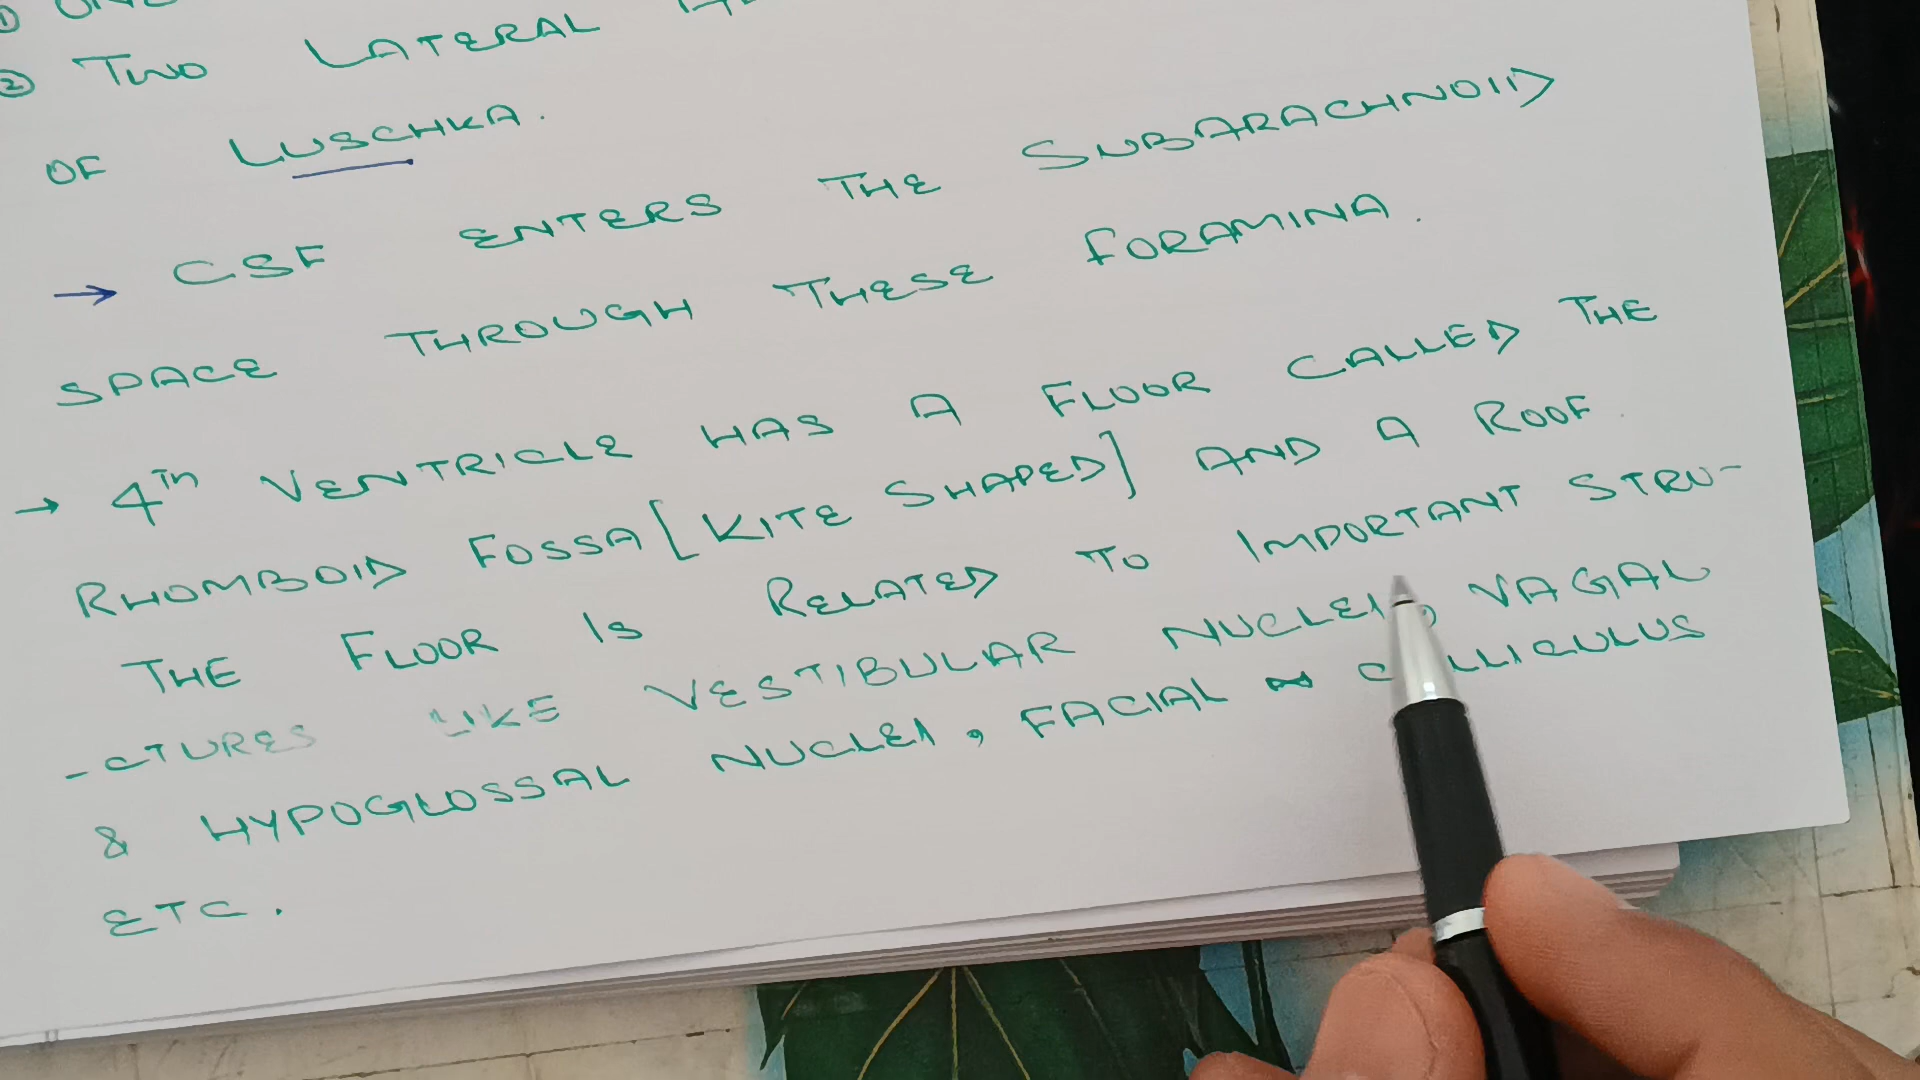 ②  TWO LATERAL
OF LUSCHKA.
→ CSF ENTERS THE SUBARACHNOID
SPACE THROUGH THESE FORAMINA.
→ 4TH VENTRICLE HAS A FLOOR CALLED THE
RHOMBOID FOSSA [KITE SHAPED] AND A ROOF.
THE FLOOR IS RELATED TO IMPORTANT STRU-
-CTURES LIKE VESTIBULAR NUCLEI, VAGAL
& HYPOGLOSSAL NUCLEI, FACIAL COLLICULUS
ETC.